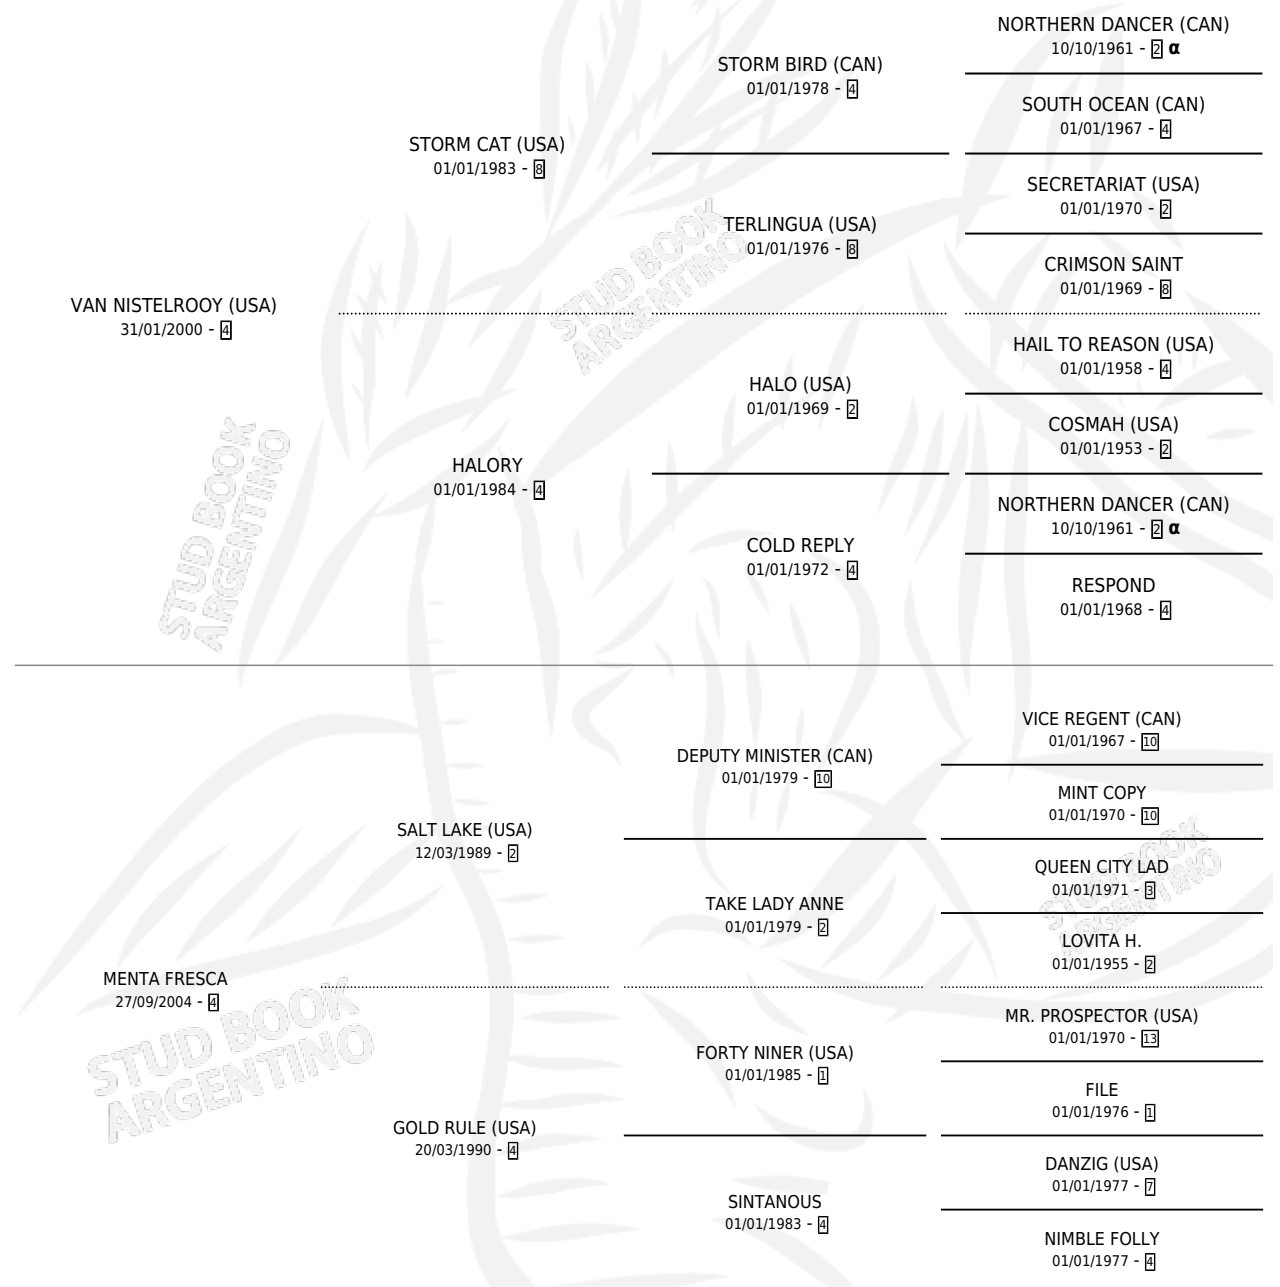 NORTHERN DANCER (CAN)
10/10/1961 - 2 α
STORM BIRD (CAN)
01/01/1978 - 4
SOUTH OCEAN (CAN)
01/01/1967 - 4
STORM CAT (USA)
01/01/1983 - 8
SECRETARIAT (USA)
01/01/1970 - 2
TERLINGUA (USA)
01/01/1976 - 8
CRIMSON SAINT
01/01/1969 - 8
VAN NISTELROOY (USA)
31/01/2000 - 4
STUD BOOK
ARGENTINO
HAIL TO REASON (USA)
01/01/1958 - 4
HALO (USA)
01/01/1969 - 2
COSMAH (USA)
01/01/1953 - 2
HALORY
01/01/1984 - 4
NORTHERN DANCER (CAN)
10/10/1961 - 2 α
COLD REPLY
01/01/1972 - 4
RESPOND
01/01/1968 - 4
STUD BOOK
ARGENTINO
VICE REGENT (CAN)
01/01/1967 - 10
DEPUTY MINISTER (CAN)
01/01/1979 - 10
MINT COPY
01/01/1970 - 10
SALT LAKE (USA)
12/03/1989 - 2
QUEEN CITY LAD
01/01/1971 - 3
TAKE LADY ANNE
01/01/1979 - 2
LOVITA H.
01/01/1955 - 2
STUD BOOK
ARGENTINO
MENTA FRESCA
27/09/2004 - 4
STUD BOOK
ARGENTINO
MR. PROSPECTOR (USA)
01/01/1970 - 13
FORTY NINER (USA)
01/01/1985 - 1
FILE
01/01/1976 - 1
GOLD RULE (USA)
20/03/1990 - 4
DANZIG (USA)
01/01/1977 - 7
SINTANOUS
01/01/1983 - 4
NIMBLE FOLLY
01/01/1977 - 4